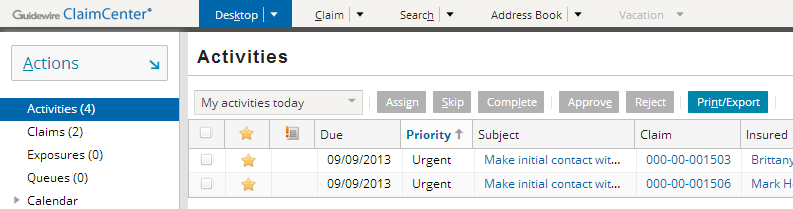 Guidewire ClaimCenter® Desktop Claim Search Address Book Vacation
Actions
Activities (4)
Claims (2)
Exposures (0)
Queues (0)
Calendar
Activities
My activities today Assign Skip Complete Approve Reject Print/Export
Due Priority Subject Claim Insured
09/09/2013 Urgent Make initial contact wit... 000-00-001503 Brittany
09/09/2013 Urgent Make initial contact wit... 000-00-001506 Mark H